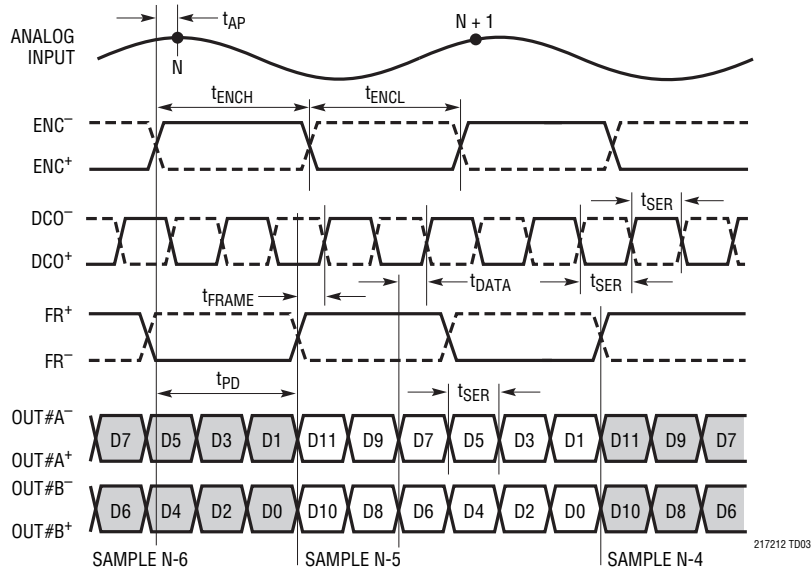 tAP
ANALOG
INPUT
N
N + 1
tENCH
tENCL
ENC–
ENC+
DCO–
DCO+
tSER
tFRAME
tDATA
tSER
FR+
FR–
tPD
tSER
OUT#A–
OUT#A+
D7 D5 D3 D1 D11 D9 D7 D5 D3 D1 D11 D9 D7
OUT#B–
OUT#B+
D6 D4 D2 D0 D10 D8 D6 D4 D2 D0 D10 D8 D6
217212 TD03
SAMPLE N-6 SAMPLE N-5 SAMPLE N-4